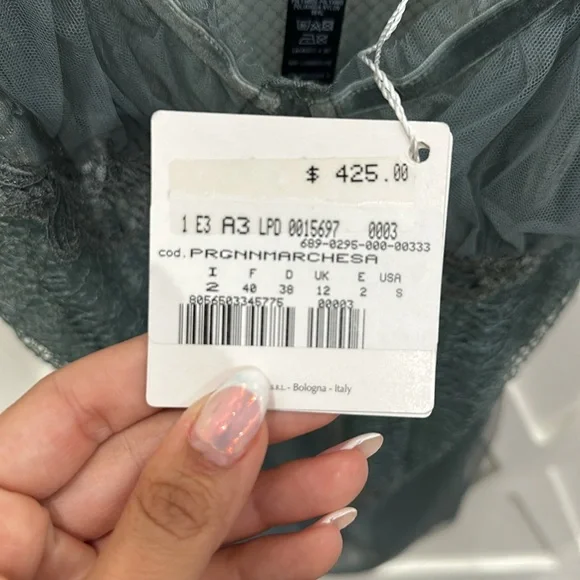 $ 425.00
1 E3 A3 LPD 0015697 0003
689-0295-000-00333
cod. PRGNNMARCHESA
I F D UK E USA
2 40 38 12 2 S
8056503345775 00003
S.R.L. - Bologna - Italy